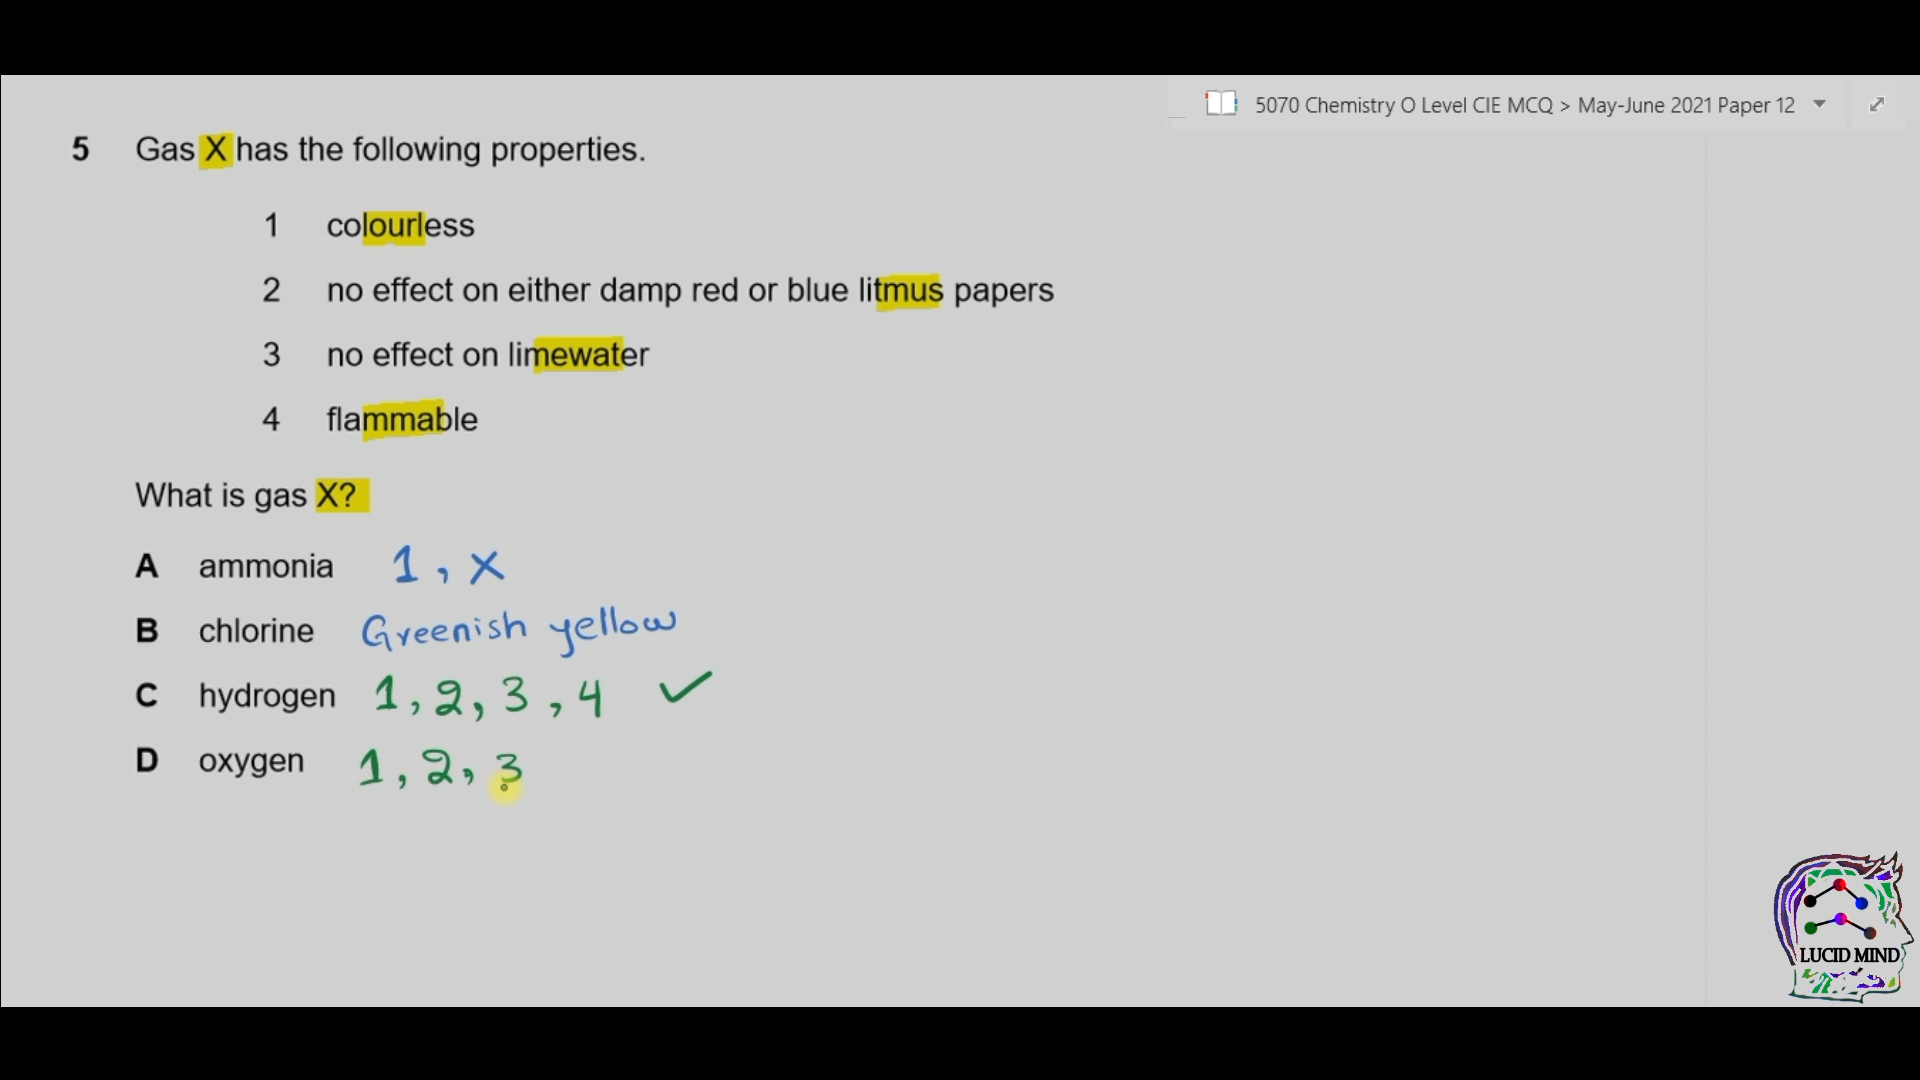 5070 Chemistry O Level CIE MCQ > May-June 2021 Paper 12
5 Gas X has the following properties.
1 colourless
2 no effect on either damp red or blue litmus papers
3 no effect on limewater
4 flammable
What is gas X?
A ammonia 1, X
B chlorine Greenish yellow
C hydrogen 1, 2, 3, 4 ✓
D oxygen 1, 2, 3
LUCID MIND